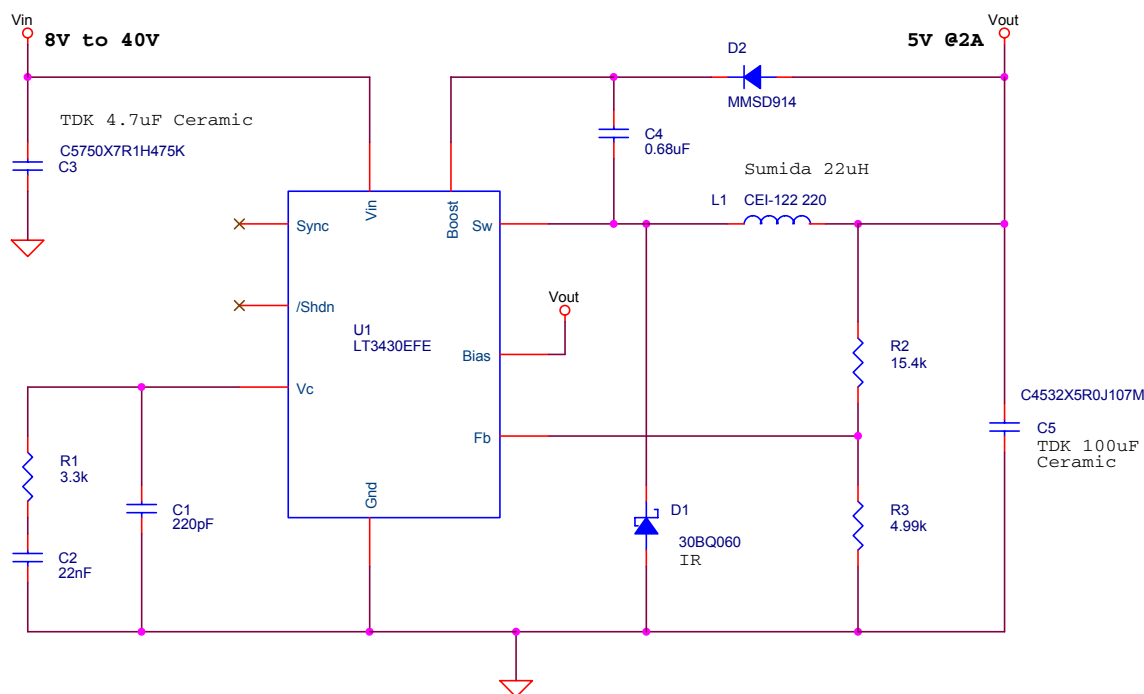 Vin
8V to 40V
5V @2A
Vout
D2
MMSD914
TDK 4.7uF Ceramic
C5750X7R1H475K
C3
C4
0.68uF
Sumida 22uH
L1
CEI-122 220
Sync
Vin
Boost
Sw
/Shdn
Vout
U1
LT3430EFE
Bias
R2
15.4k
Vc
C4532X5R0J107M
Fb
C5
TDK 100uF
Ceramic
R1
3.3k
Gnd
C1
220pF
D1
R3
4.99k
30BQ060
IR
C2
22nF